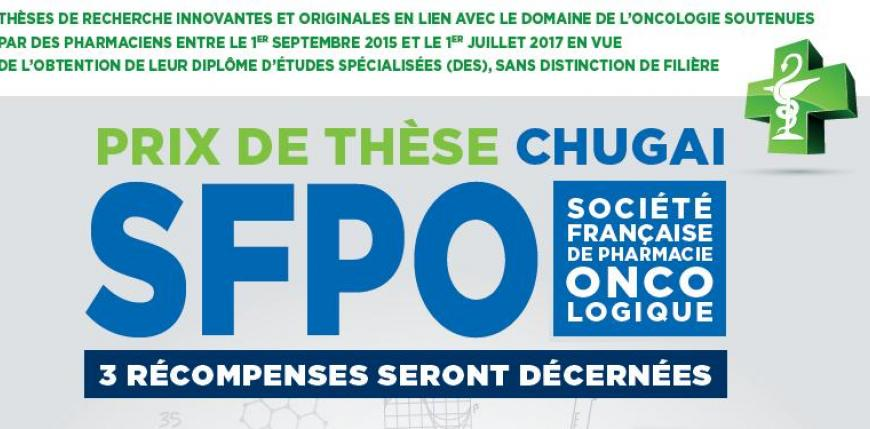 THÈSES DE RECHERCHE INNOVANTES ET ORIGINALES EN LIEN AVEC LE DOMAINE DE L'ONCOLOGIE SOUTENUES
PAR DES PHARMACIENS ENTRE LE 1ER SEPTEMBRE 2015 ET LE 1ER JUILLET 2017 EN VUE
DE L'OBTENTION DE LEUR DIPLÔME D'ÉTUDES SPÉCIALISÉES (DES), SANS DISTINCTION DE FILIÈRE
PRIX DE THÈSE CHUGAI
SFPO
SOCIÉTÉ
FRANÇAISE
DE PHARMACIE
ONCO
LOGIQUE
3 RÉCOMPENSES SERONT DÉCERNÉES
35